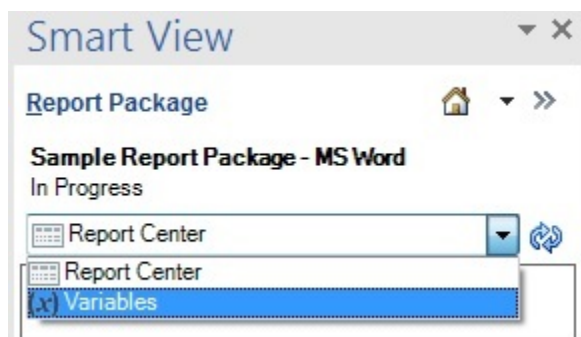 Smart View
Report Package
Sample Report Package - MS Word
In Progress
Report Center
Report Center
(x) Variables